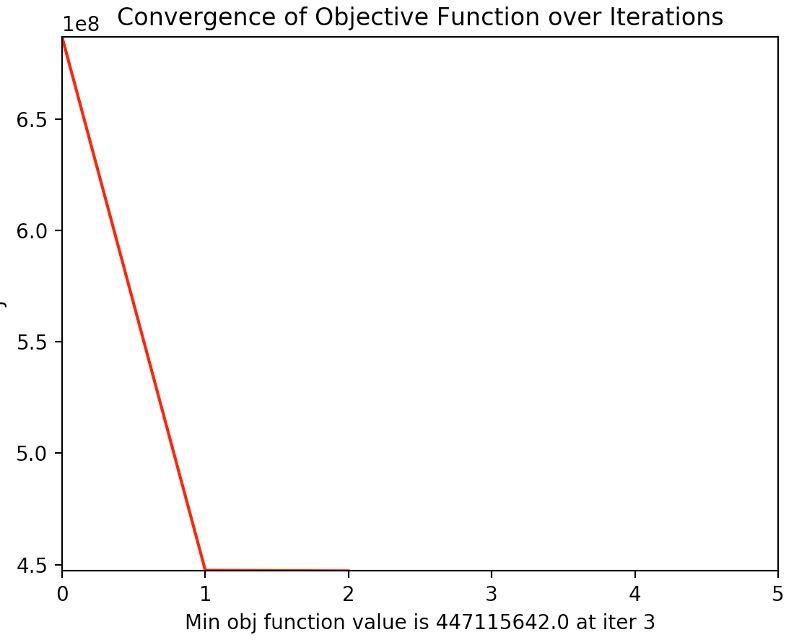 Convergence of Objective Function over Iterations
1e8
6.5
6.0
5.5
5.0
4.5
0 1 2 3 4 5
Min obj function value is 447115642.0 at iter 3